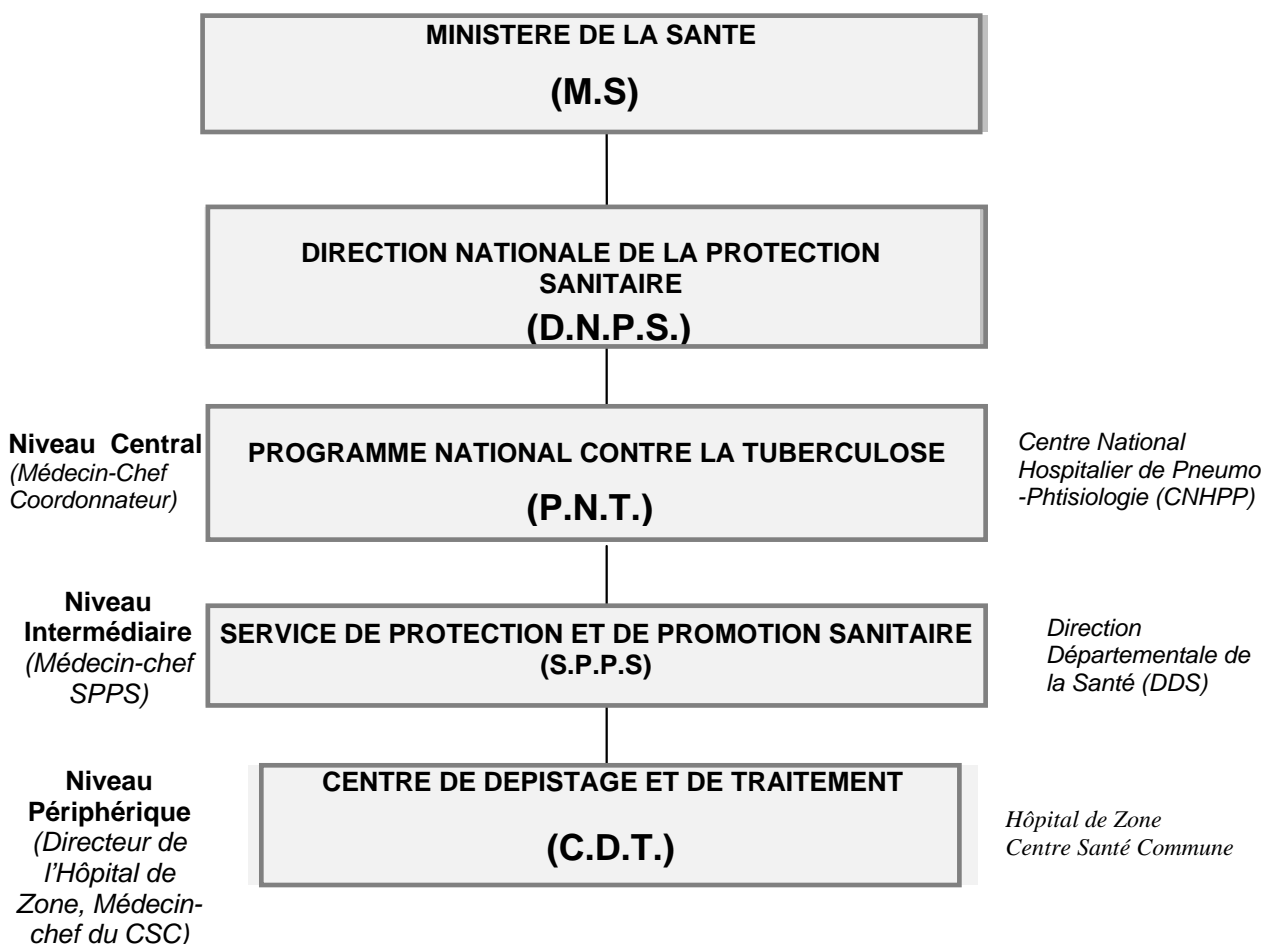 MINISTERE DE LA SANTE
(M.S)
DIRECTION NATIONALE DE LA PROTECTION
SANITAIRE
(D.N.P.S.)
Niveau Central
(Médecin-Chef
Coordonnateur)
PROGRAMME NATIONAL CONTRE LA TUBERCULOSE
(P.N.T.)
Centre National
Hospitalier de Pneumo
-Phtisiologie (CNHPP)
Niveau
Intermédiaire
(Médecin-chef
SPPS)
SERVICE DE PROTECTION ET DE PROMOTION SANITAIRE
(S.P.P.S)
Direction
Départementale de
la Santé (DDS)
Niveau
Périphérique
(Directeur de
l'Hôpital de
Zone, Médecin-
chef du CSC)
CENTRE DE DEPISTAGE ET DE TRAITEMENT
(C.D.T.)
Hôpital de Zone
Centre Santé Commune